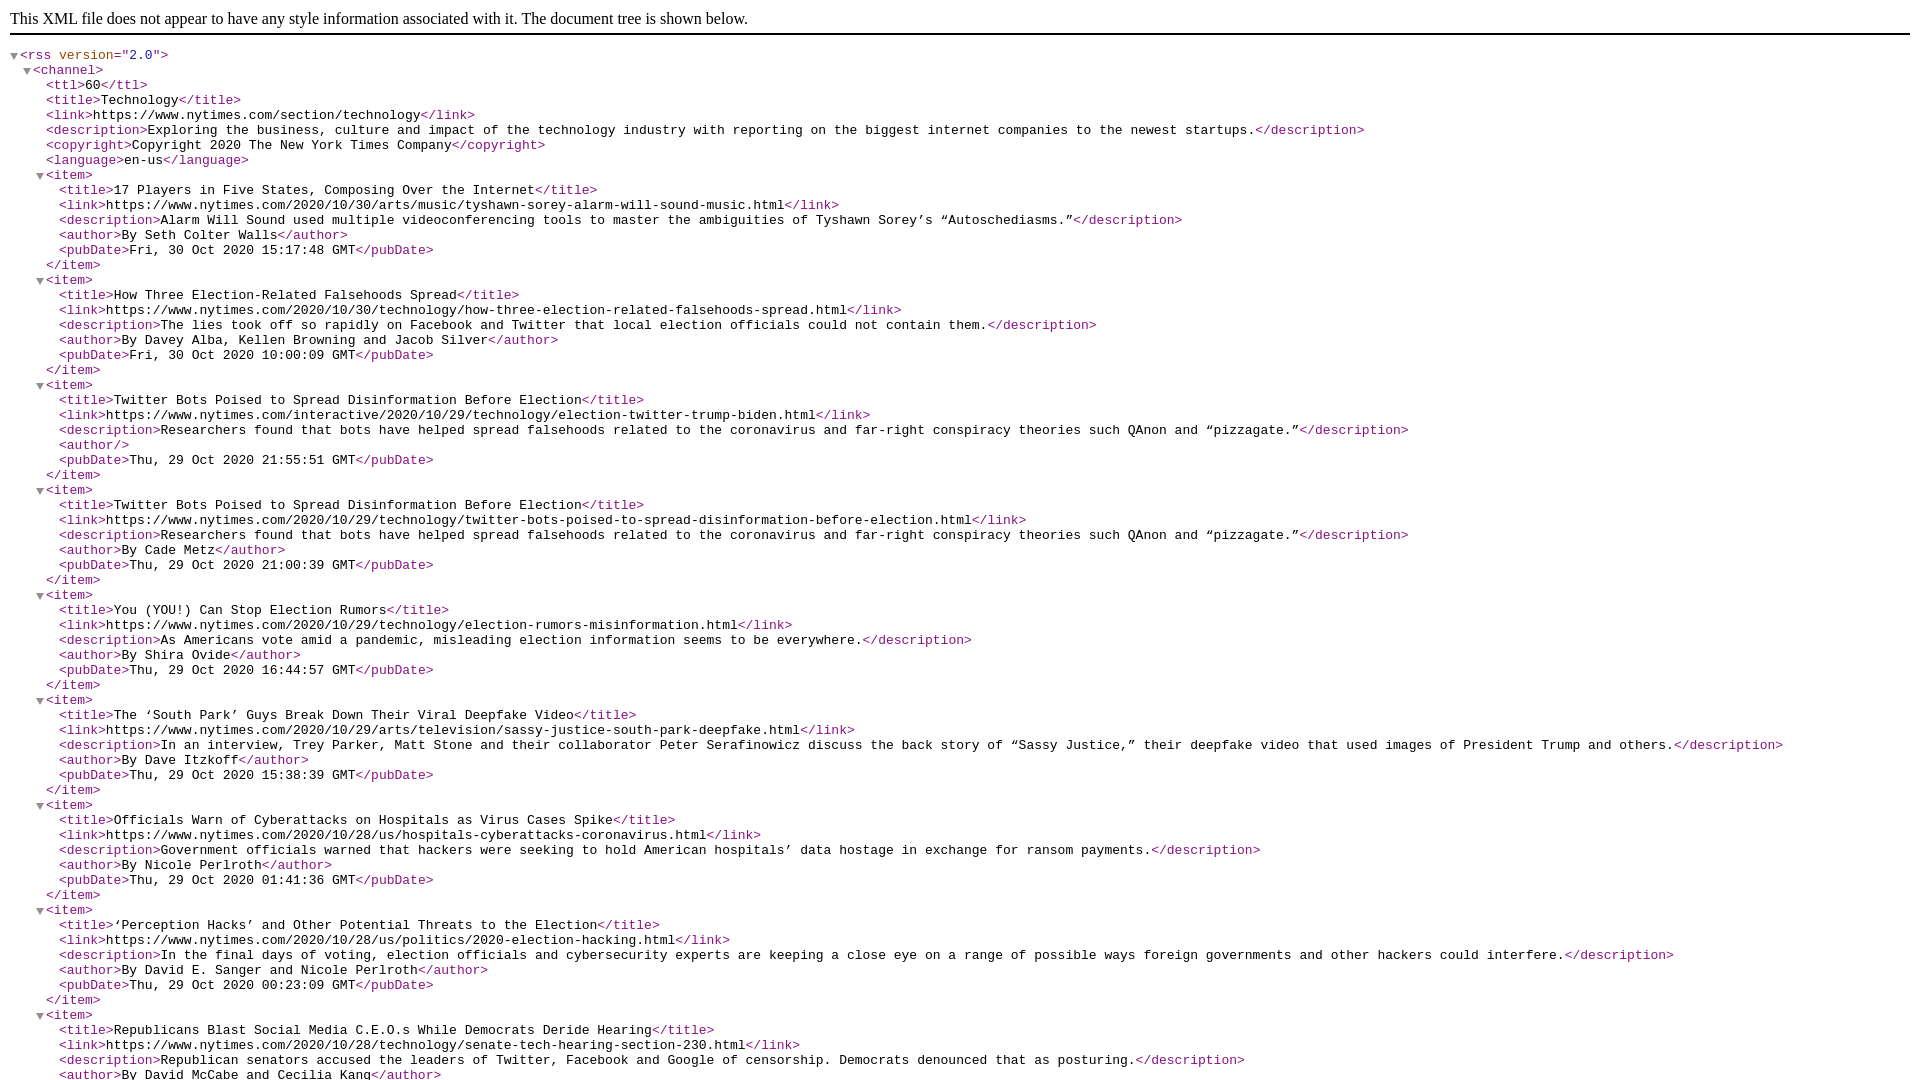 This XML file does not appear to have any style information associated with it. The document tree is shown below.
<rss version="2.0">
<channel>
<ttl>60</ttl>
<title>Technology</title>
<link>https://www.nytimes.com/section/technology</link>
<description>Exploring the business, culture and impact of the technology industry with reporting on the biggest internet companies to the newest startups.</description>
<copyright>Copyright 2020 The New York Times Company</copyright>
<language>en-us</language>
<item>
<title>17 Players in Five States, Composing Over the Internet</title>
<link>https://www.nytimes.com/2020/10/30/arts/music/tyshawn-sorey-alarm-will-sound-music.html</link>
<description>Alarm Will Sound used multiple videoconferencing tools to master the ambiguities of Tyshawn Sorey’s “Autoschediasms.”</description>
<author>By Seth Colter Walls</author>
<pubDate>Fri, 30 Oct 2020 15:17:48 GMT</pubDate>
</item>
<item>
<title>How Three Election-Related Falsehoods Spread</title>
<link>https://www.nytimes.com/2020/10/30/technology/how-three-election-related-falsehoods-spread.html</link>
<description>The lies took off so rapidly on Facebook and Twitter that local election officials could not contain them.</description>
<author>By Davey Alba, Kellen Browning and Jacob Silver</author>
<pubDate>Fri, 30 Oct 2020 10:00:09 GMT</pubDate>
</item>
<item>
<title>Twitter Bots Poised to Spread Disinformation Before Election</title>
<link>https://www.nytimes.com/interactive/2020/10/29/technology/election-twitter-trump-biden.html</link>
<description>Researchers found that bots have helped spread falsehoods related to the coronavirus and far-right conspiracy theories such QAnon and “pizzagate.”</description>
<author/>
<pubDate>Thu, 29 Oct 2020 21:55:51 GMT</pubDate>
</item>
<item>
<title>Twitter Bots Poised to Spread Disinformation Before Election</title>
<link>https://www.nytimes.com/2020/10/29/technology/twitter-bots-poised-to-spread-disinformation-before-election.html</link>
<description>Researchers found that bots have helped spread falsehoods related to the coronavirus and far-right conspiracy theories such QAnon and “pizzagate.”</description>
<author>By Cade Metz</author>
<pubDate>Thu, 29 Oct 2020 21:00:39 GMT</pubDate>
</item>
<item>
<title>You (YOU!) Can Stop Election Rumors</title>
<link>https://www.nytimes.com/2020/10/29/technology/election-rumors-misinformation.html</link>
<description>As Americans vote amid a pandemic, misleading election information seems to be everywhere.</description>
<author>By Shira Ovide</author>
<pubDate>Thu, 29 Oct 2020 16:44:57 GMT</pubDate>
</item>
<item>
<title>The ‘South Park’ Guys Break Down Their Viral Deepfake Video</title>
<link>https://www.nytimes.com/2020/10/29/arts/television/sassy-justice-south-park-deepfake.html</link>
<description>In an interview, Trey Parker, Matt Stone and their collaborator Peter Serafinowicz discuss the back story of “Sassy Justice,” their deepfake video that used images of President Trump and others.</description>
<author>By Dave Itzkoff</author>
<pubDate>Thu, 29 Oct 2020 15:38:39 GMT</pubDate>
</item>
<item>
<title>Officials Warn of Cyberattacks on Hospitals as Virus Cases Spike</title>
<link>https://www.nytimes.com/2020/10/28/us/hospitals-cyberattacks-coronavirus.html</link>
<description>Government officials warned that hackers were seeking to hold American hospitals’ data hostage in exchange for ransom payments.</description>
<author>By Nicole Perlroth</author>
<pubDate>Thu, 29 Oct 2020 01:41:36 GMT</pubDate>
</item>
<item>
<title>‘Perception Hacks’ and Other Potential Threats to the Election</title>
<link>https://www.nytimes.com/2020/10/28/us/politics/2020-election-hacking.html</link>
<description>In the final days of voting, election officials and cybersecurity experts are keeping a close eye on a range of possible ways foreign governments and other hackers could interfere.</description>
<author>By David E. Sanger and Nicole Perlroth</author>
<pubDate>Thu, 29 Oct 2020 00:23:09 GMT</pubDate>
</item>
<item>
<title>Republicans Blast Social Media C.E.O.s While Democrats Deride Hearing</title>
<link>https://www.nytimes.com/2020/10/28/technology/senate-tech-hearing-section-230.html</link>
<description>Republican senators accused the leaders of Twitter, Facebook and Google of censorship. Democrats denounced that as posturing.</description>
<author>By David McCabe and Cecilia Kang</author>